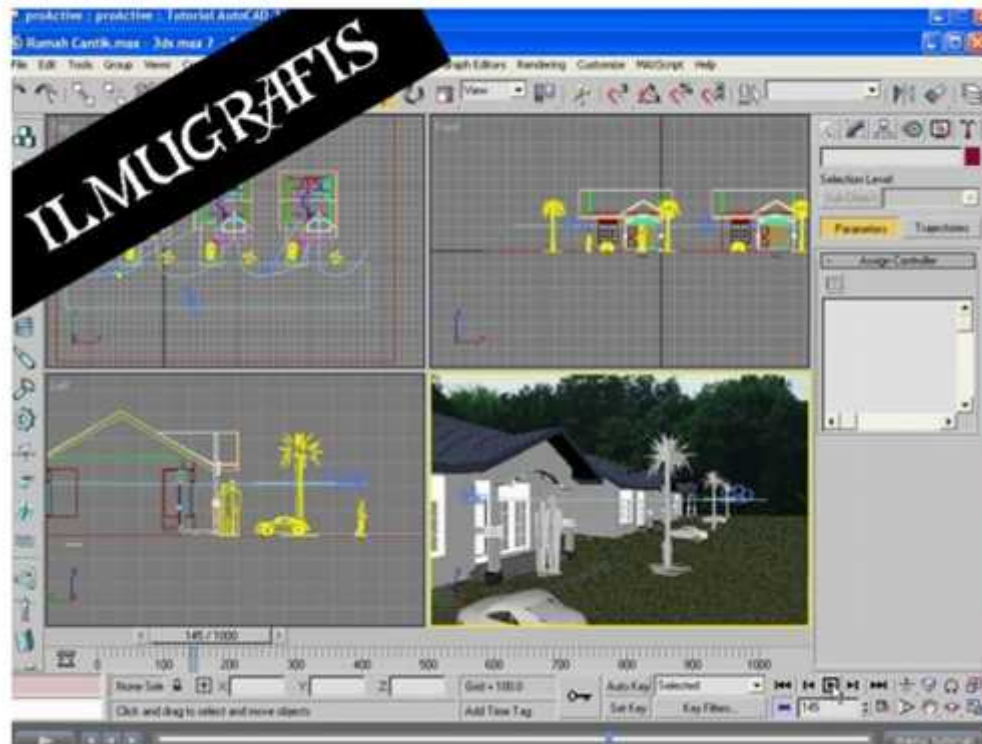 proActive : proActive : Tutorial AutoCAD
Rumah Cantik.max - 3ds max 7
File Edit Tools Group Views
Graph Editors Rendering Customize MAXScript Help
ILMUGRAFIS
View
Selection Level:
Sub-Object
Parameters Trajectories
- Assign Controller
Left
145 / 1000
0 100 200 300 400 500 600 700 800 900 1000
None Sele X: Y: Z: Grid = 100.0
Auto Key Selected
Click and drag to select and move objects
Add Time Tag
Set Key Key Filters...
145